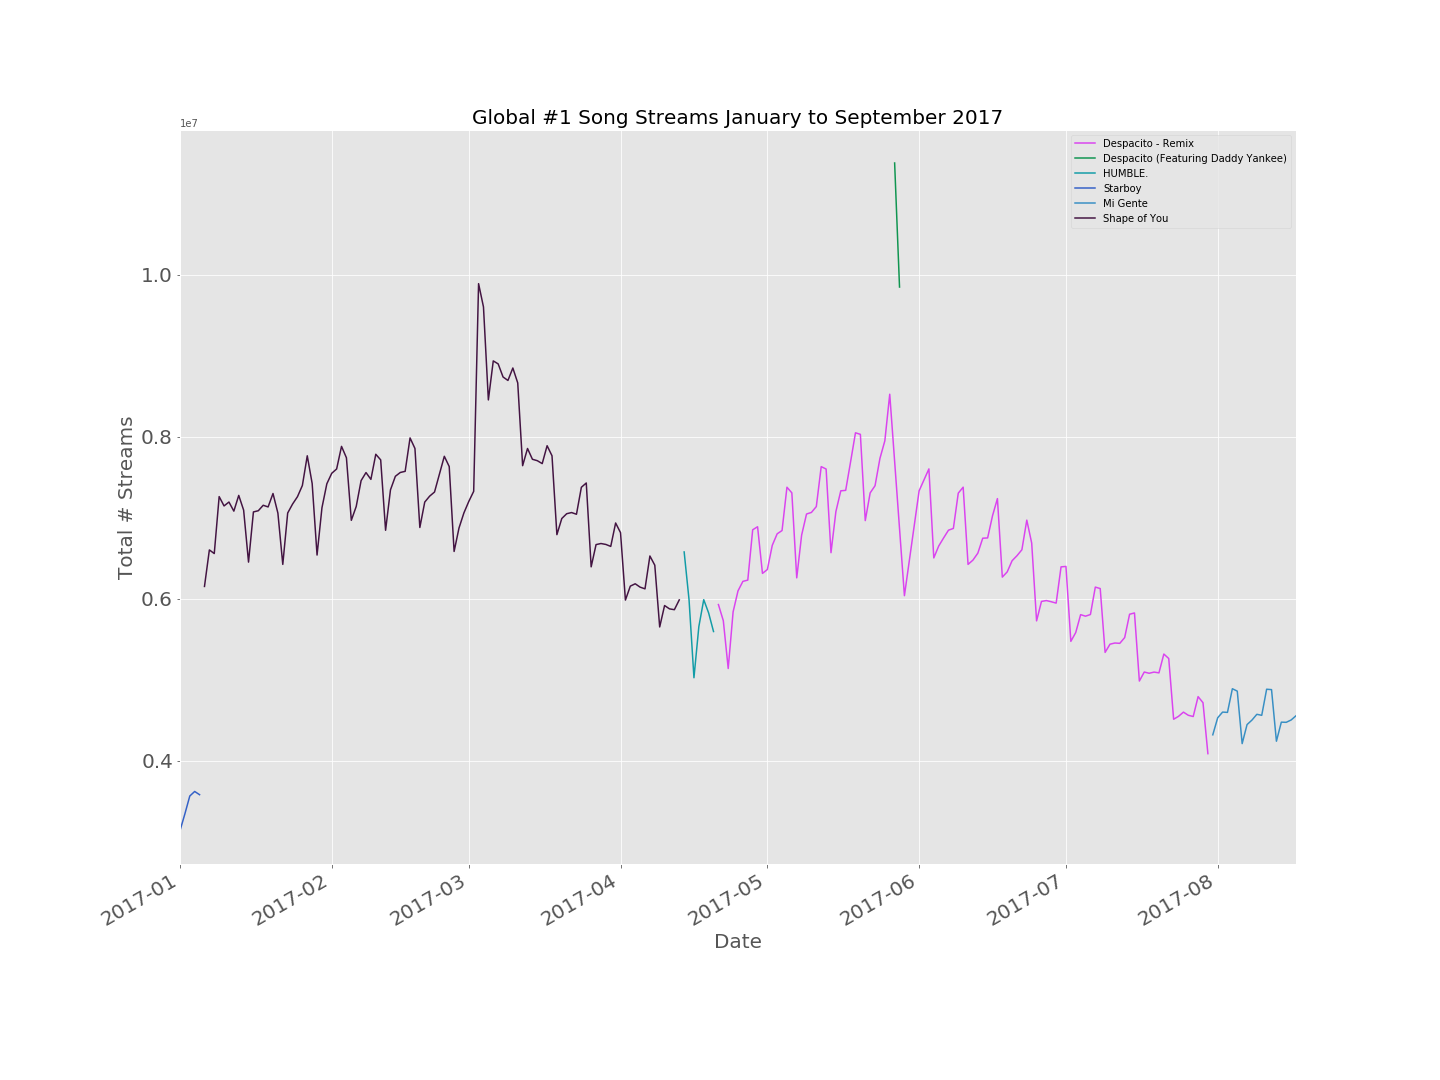 Global #1 Song Streams January to September 2017
1e7
Despacito - Remix
Despacito (Featuring Daddy Yankee)
HUMBLE.
Starboy
Mi Gente
Shape of You
1.0
0.8
0.6
0.4
Total # Streams
2017-01
2017-02
2017-03
2017-04
2017-05
2017-06
2017-07
2017-08
Date